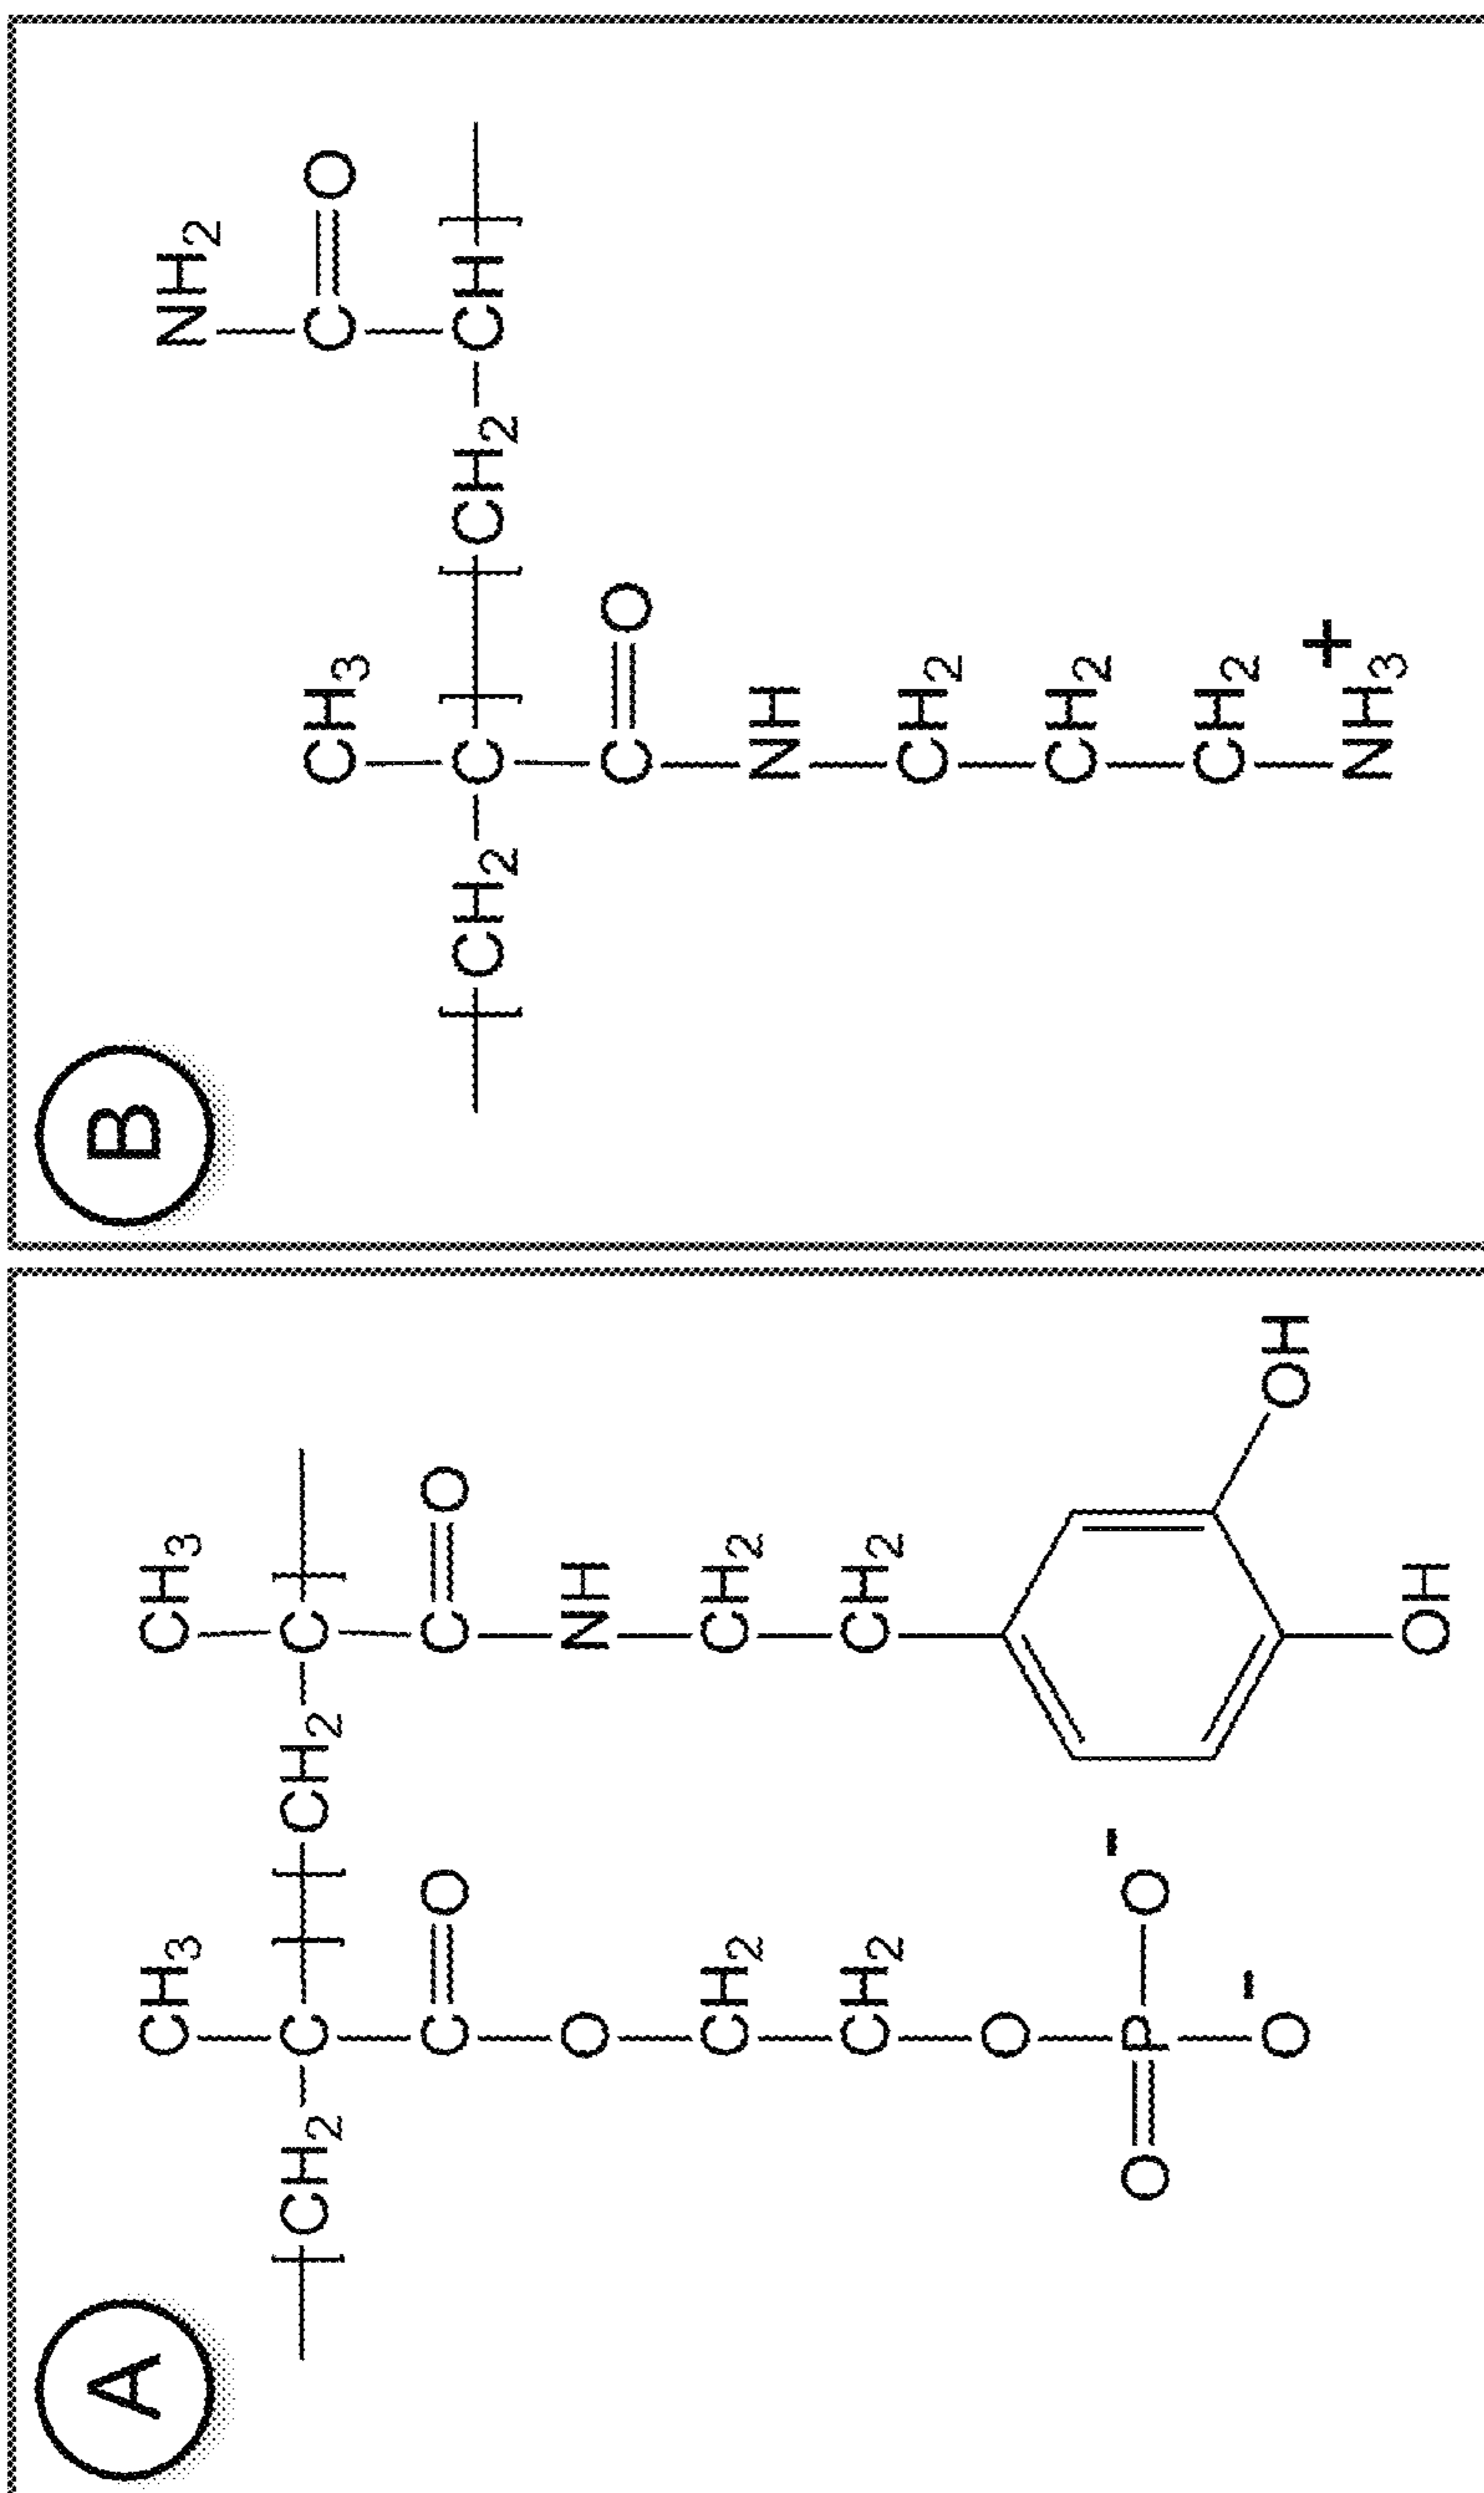 A
CH3 CH3
[CH2 C ] [CH2 C ]
C O C O
O NH
CH2 CH2
CH2 CH2
O
O P O -
O - OH
OH
B
NH2
CH3 C O
[CH2 C ] [CH2 CH ]
C O
NH
CH2
CH2
CH2
NH3 +